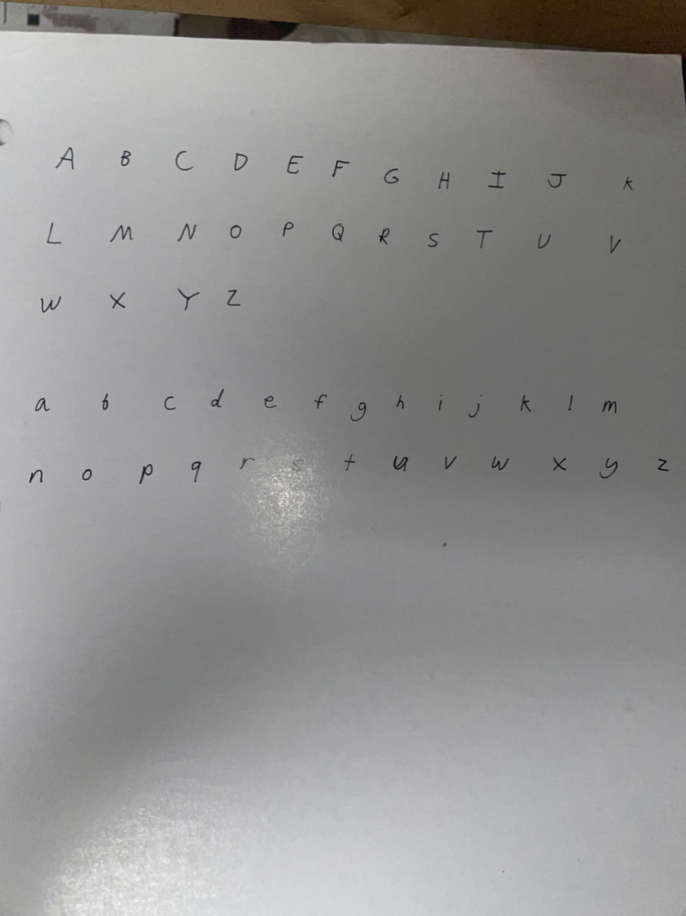 A B C D E F G H I J K
L M N O P Q R S T U V
W X Y Z
a b c d e f g h i j k l m
n o p q r s t u v w x y z